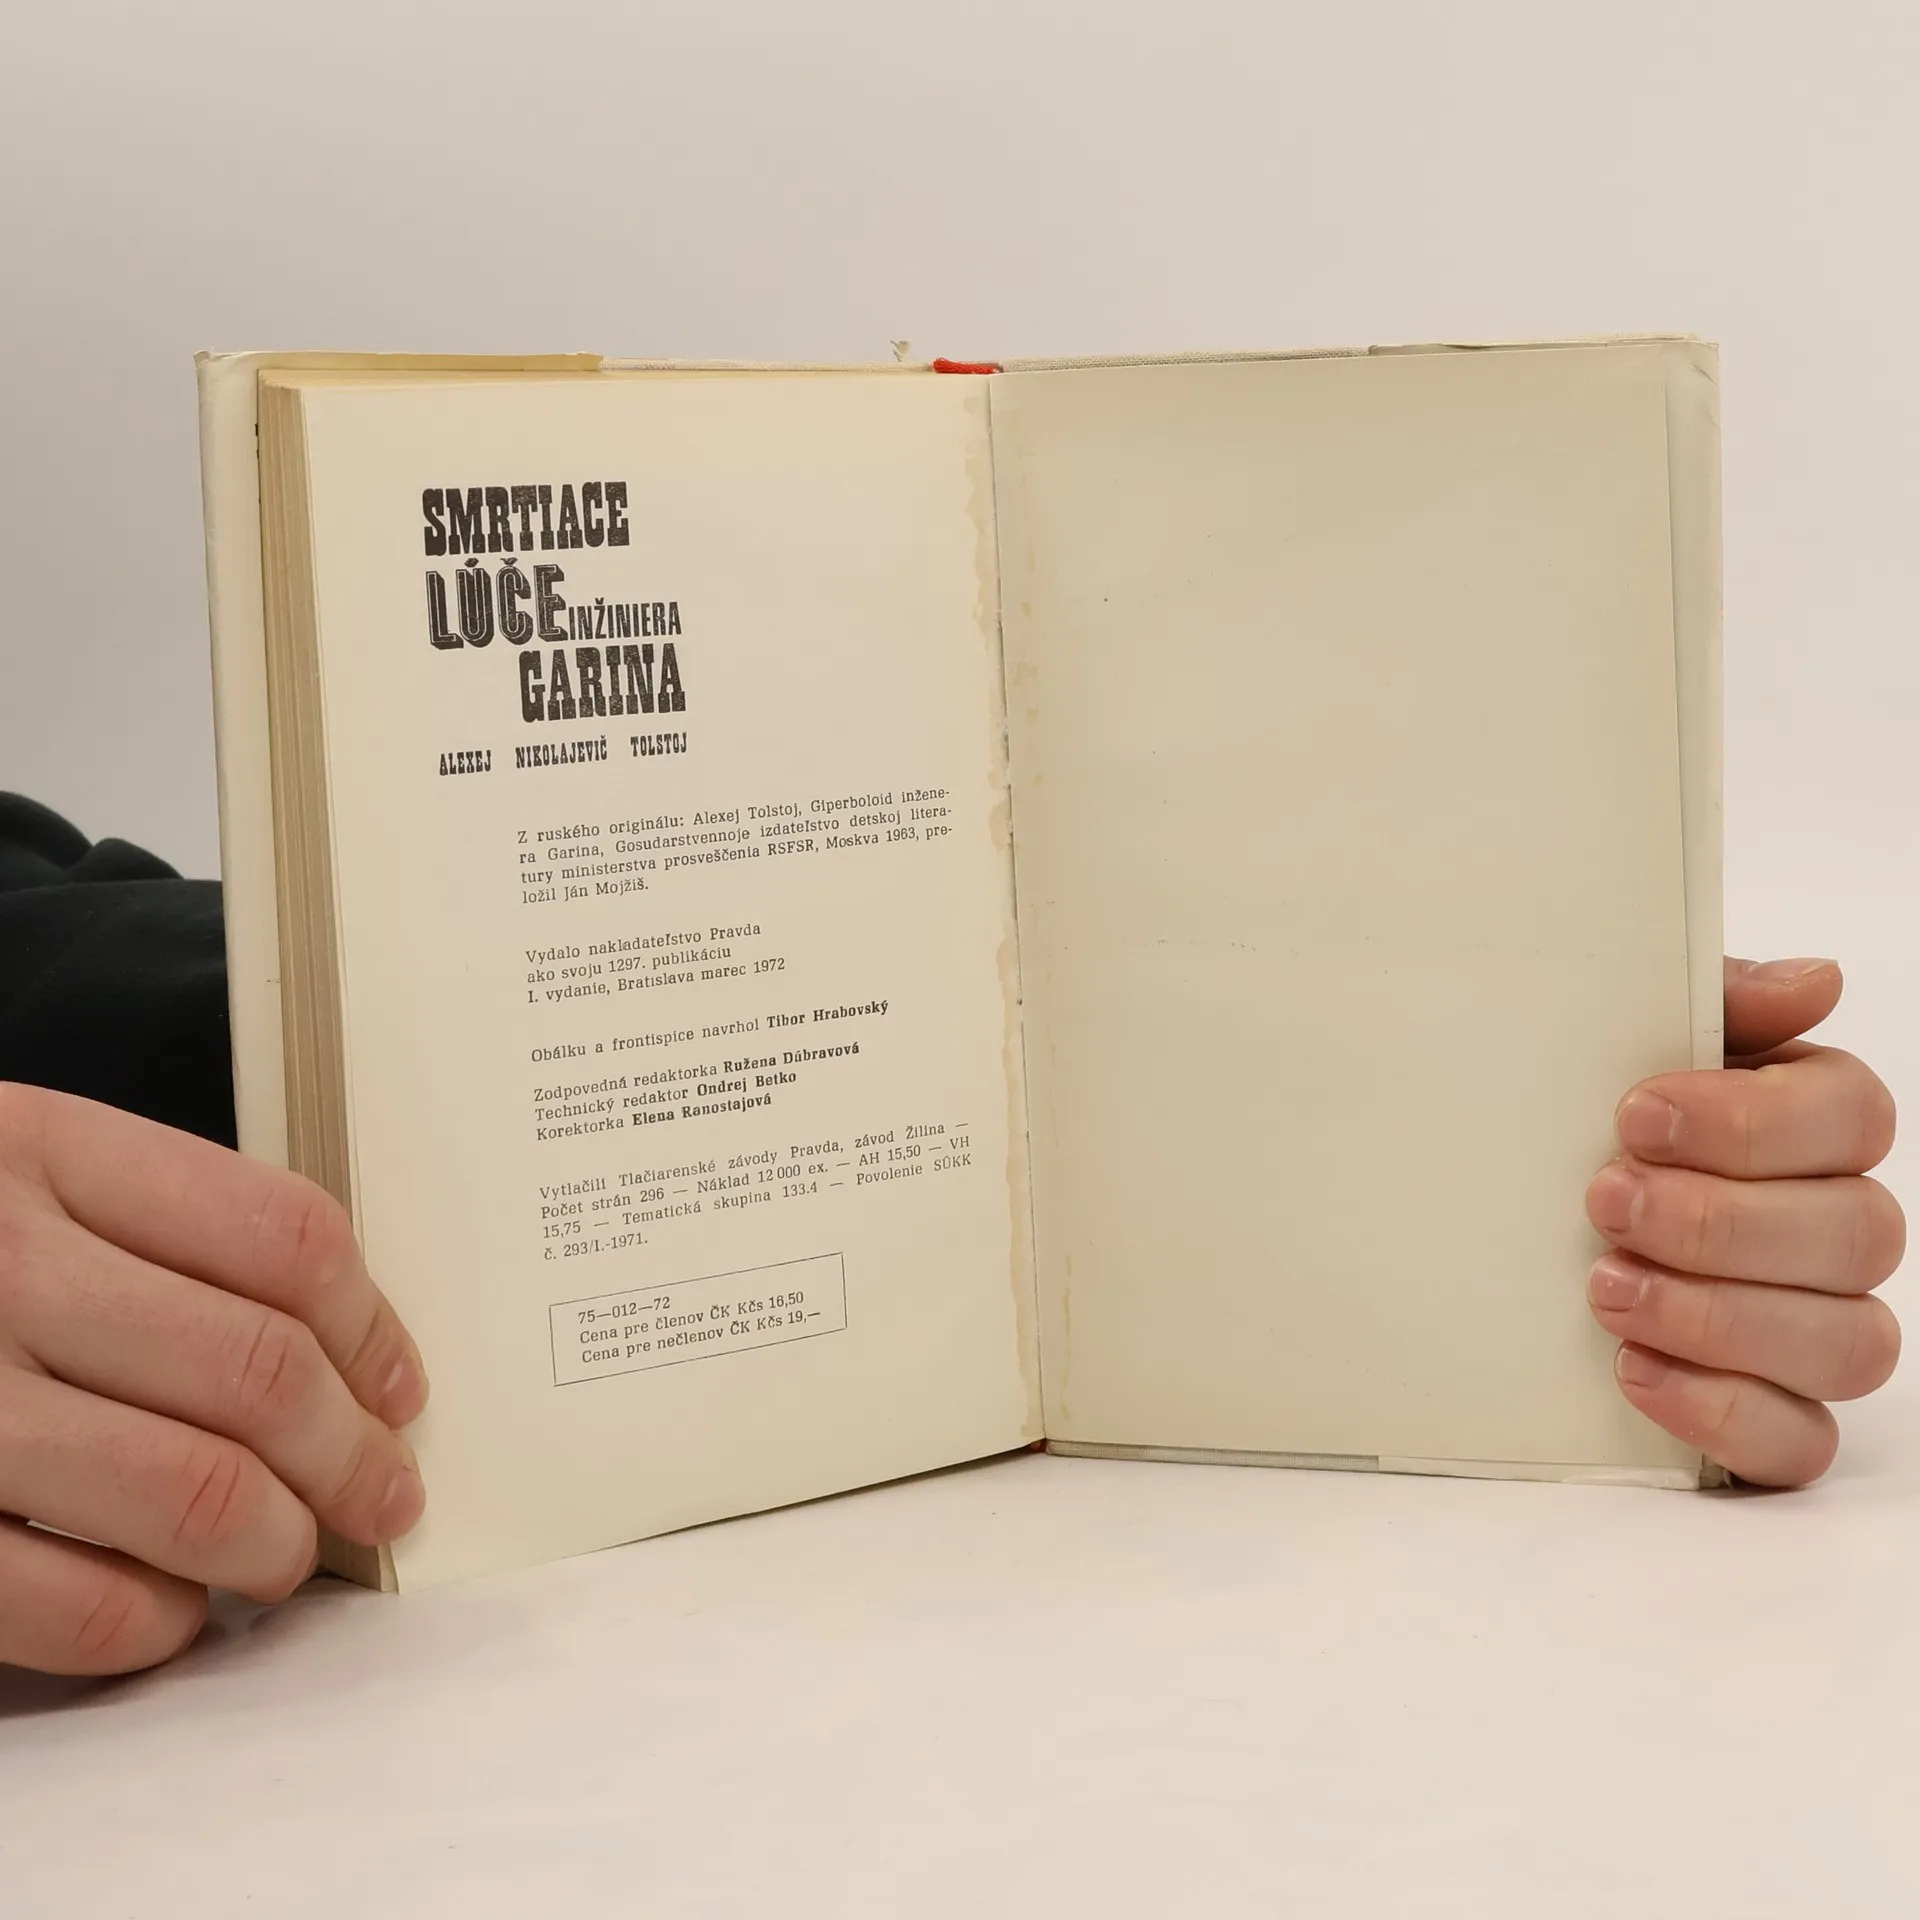 SMRTIACE
LÚČE INŽINIERA
GARINA
ALEXEJ NIKOLAJEVIČ TOLSTOJ
Z ruského originálu: Alexej Tolstoj, Giperboloid inžene-
ra Garina, Gosudarstvennoje izdateľstvo detskoj litera-
tury ministerstva prosveščenia RSFSR, Moskva 1963, pre-
ložil Ján Mojžiš.
Vydalo nakladateľstvo Pravda
ako svoju 1297. publikáciu
I. vydanie, Bratislava marec 1972
Obálku a frontispice navrhol Tibor Hrabovský
Zodpovedná redaktorka Ružena Dúbravová
Technický redaktor Ondrej Betko
Korektorka Elena Ranostajová
Vytlačili Tlačiarenské závody Pravda, závod Žilina —
Počet strán 296 — Náklad 12 000 ex. — AH 15,50 — VH
15,75 — Tematická skupina 133.4 — Povolenie SÚKK
č. 293/I.-1971.
75—012—72
Cena pre členov ČK Kčs 16,50
Cena pre nečlenov ČK Kčs 19,—